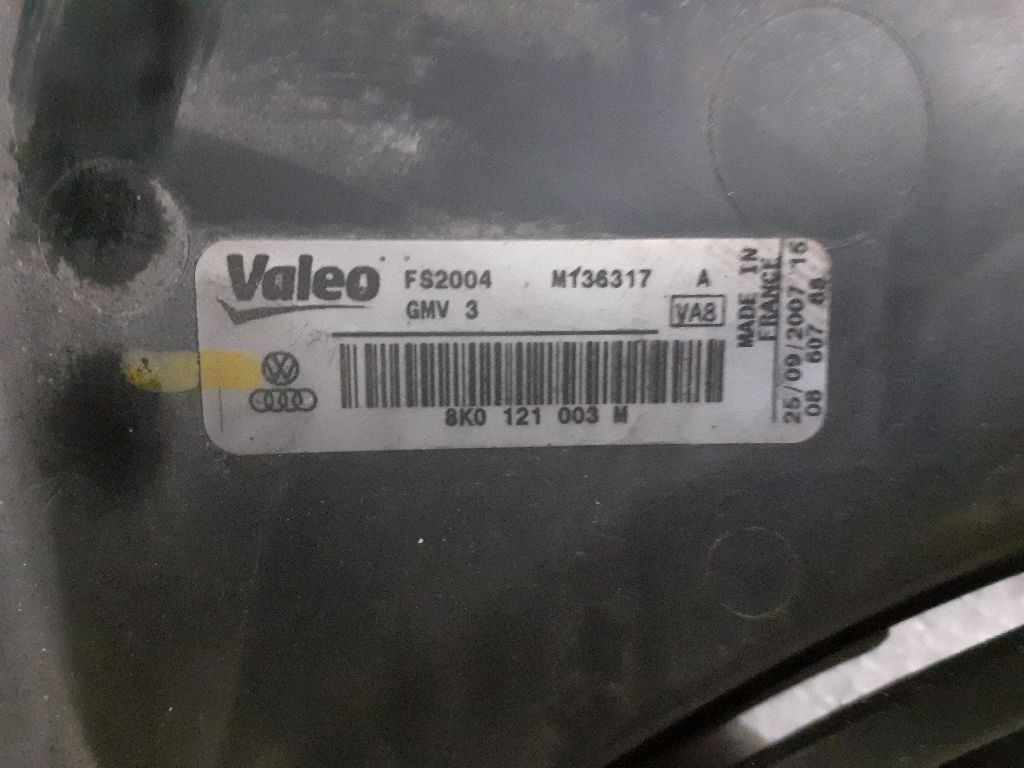 Valeo FS2004 M136317 A
GMV 3 VA8
8K0 121 003 M
MADE IN
FRANCE
25/09/2007 15
08 607 88